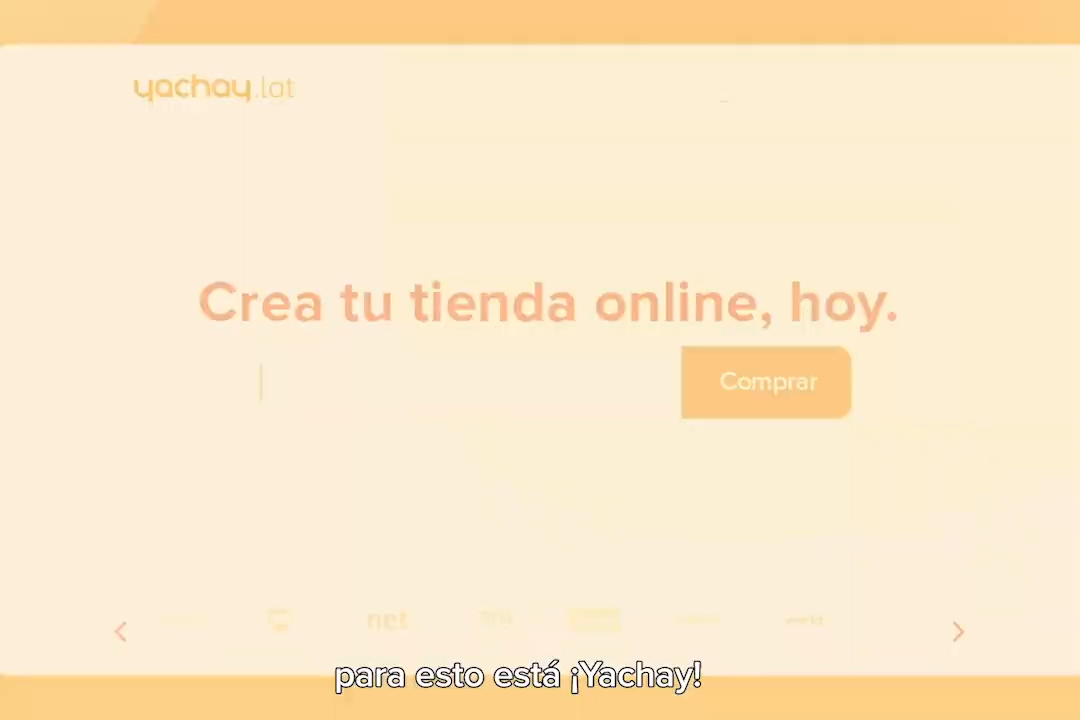 yachay.lat
Crea tu tienda online, hoy.
Comprar
net
para esto está ¡Yachay!